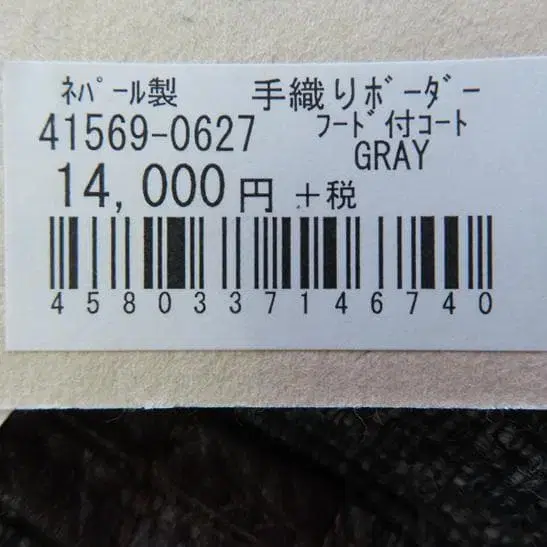 ﾈﾊﾟｰﾙ製 手織りﾎﾞｰﾀﾞｰ
41569-0627 ﾌｰﾄﾞ付ｺｰﾄ
GRAY
14,000円 +税
4580337146740